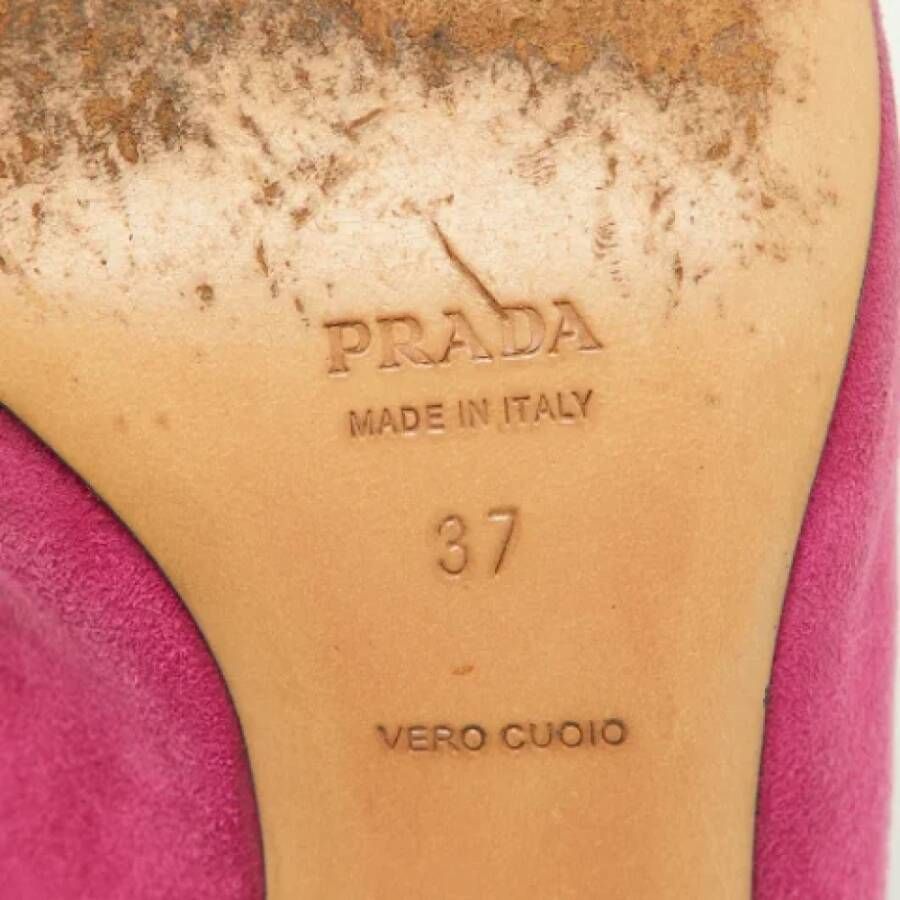 PRADA
MADE IN ITALY
37
VERO CUOIO